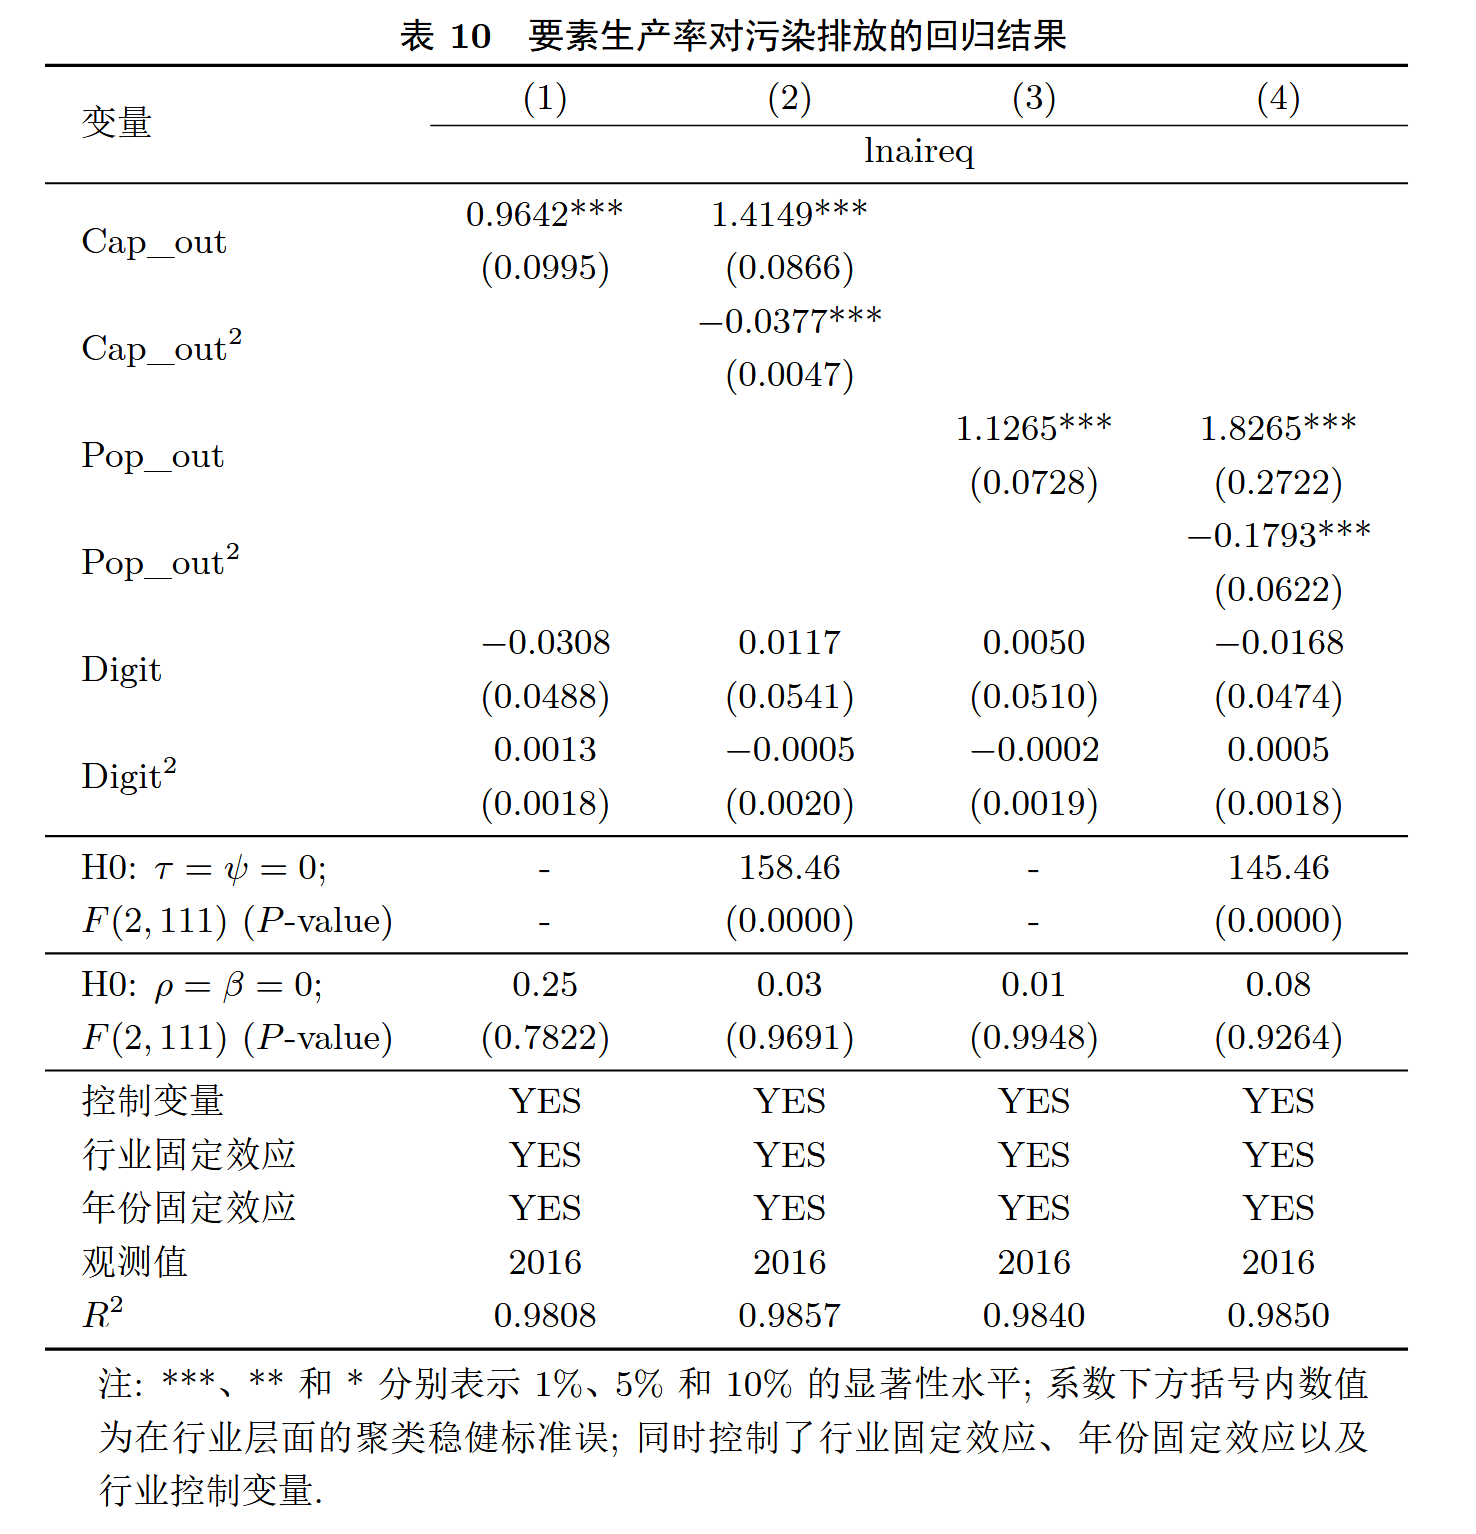 表 10 要素生产率对污染排放的回归结果
变量 (1) (2) (3) (4)
lnaireq
Cap_out 0.9642*** 1.4149***
(0.0995) (0.0866)
Cap_out² −0.0377***
(0.0047)
Pop_out 1.1265*** 1.8265***
(0.0728) (0.2722)
Pop_out² −0.1793***
(0.0622)
Digit −0.0308 0.0117 0.0050 −0.0168
(0.0488) (0.0541) (0.0510) (0.0474)
Digit² 0.0013 −0.0005 −0.0002 0.0005
(0.0018) (0.0020) (0.0019) (0.0018)
H0: τ = ψ = 0; - 158.46 - 145.46
F(2, 111) (P-value) - (0.0000) - (0.0000)
H0: ρ = β = 0; 0.25 0.03 0.01 0.08
F(2, 111) (P-value) (0.7822) (0.9691) (0.9948) (0.9264)
控制变量 YES YES YES YES
行业固定效应 YES YES YES YES
年份固定效应 YES YES YES YES
观测值 2016 2016 2016 2016
R² 0.9808 0.9857 0.9840 0.9850
注: ***、** 和 * 分别表示 1%、5% 和 10% 的显著性水平; 系数下方括号内数值
为在行业层面的聚类稳健标准误; 同时控制了行业固定效应、年份固定效应以及
行业控制变量.